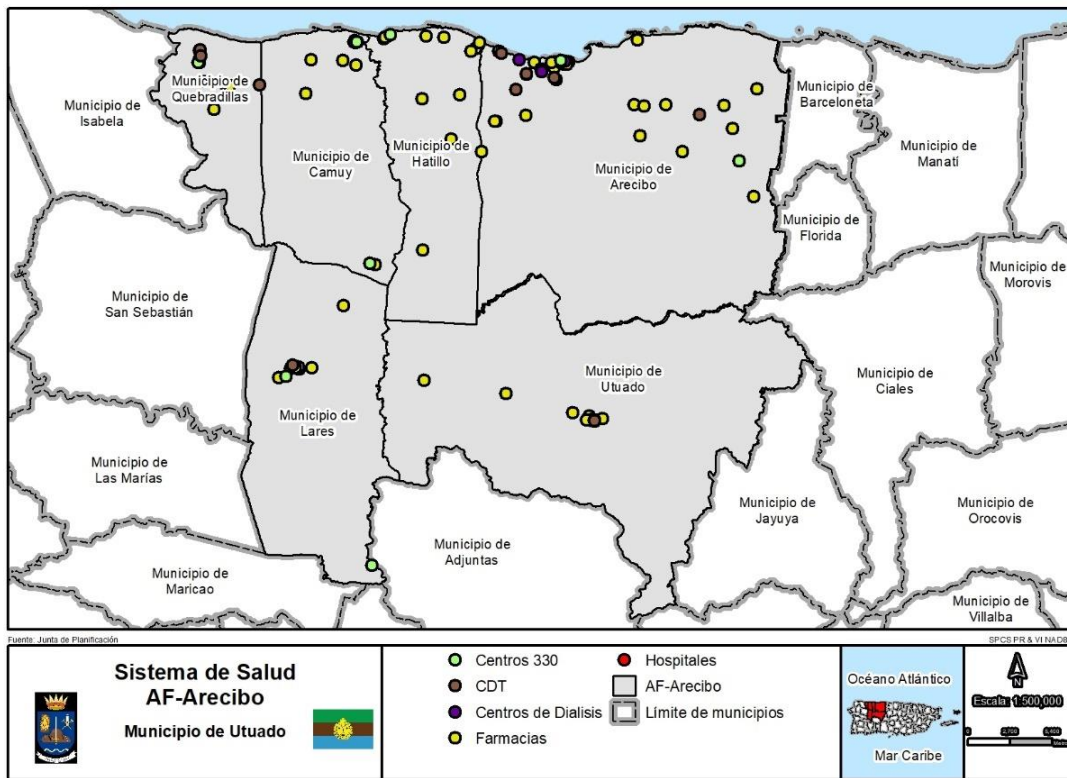 Municipio de
Isabela
Municipio de
Quebradillas
Municipio de
Camuy
Municipio de
Hatillo
Municipio de
Arecibo
Municipio de
Barceloneta
Municipio de
Manatí
Municipio de
Florida
Municipio de
Morovis
Municipio de
San Sebastián
Municipio de
Lares
Municipio de
Utuado
Municipio de
Ciales
Municipio de
Las Marías
Municipio de
Maricao
Municipio de
Adjuntas
Municipio de
Jayuya
Municipio de
Orocovis
Municipio de
Villalba
Fuente: Junta de Planificación
SPCS PR & VI NAD8
Sistema de Salud
AF-Arecibo
Municipio de Utuado
Centros 330
CDT
Centros de Dialisis
Farmacias
Hospitales
AF-Arecibo
Límite de municipios
Océano Atlántico
Mar Caribe
N
Escala: 1:500,000
0